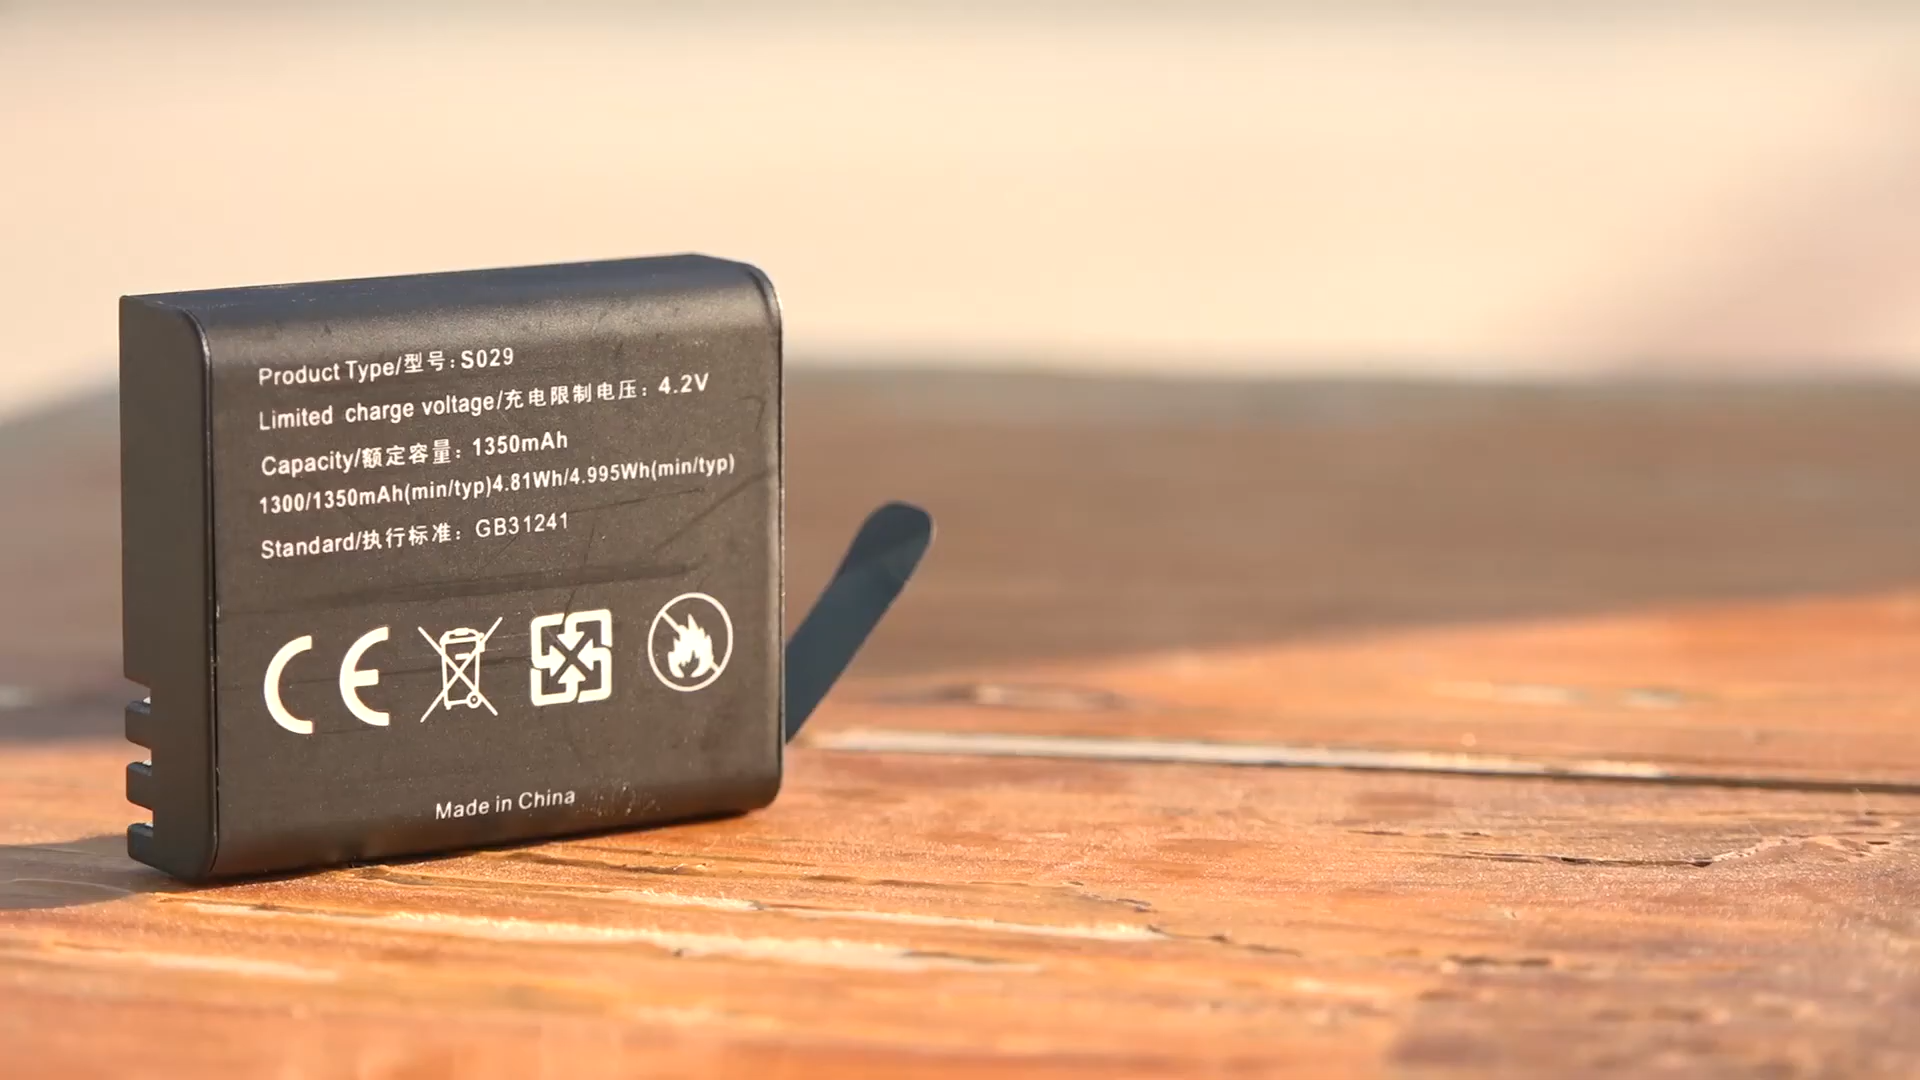 Product Type/型号: S029
Limited charge voltage/充电限制电压: 4.2V
Capacity/额定容量: 1350mAh
1300/1350mAh(min/typ)4.81Wh/4.995Wh(min/typ)
Standard/执行标准: GB31241
CE
Made in China